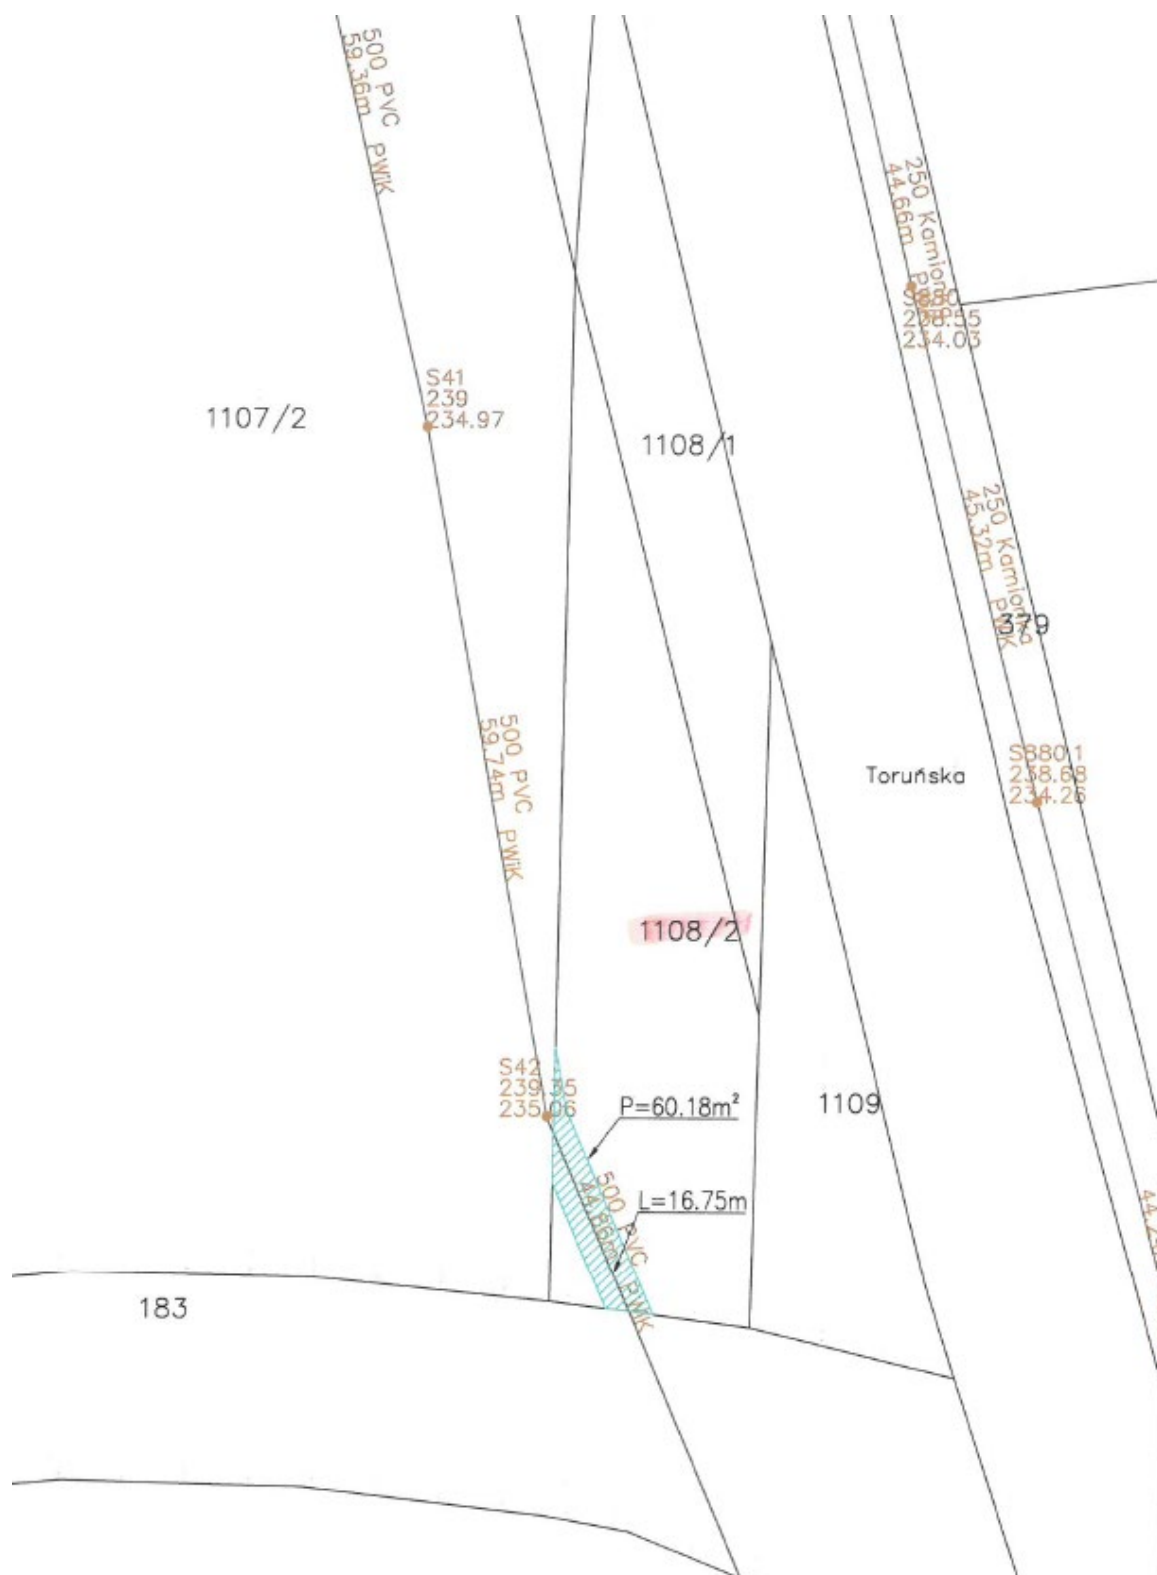 500 PVC
59.36m PWiK
250 Kamionka
44.66m
238.55
234.03
S41
239
234.97
1107/2
1108/1
250 Kamionka
45.32m PWiK
379
500 PVC
59.74m PWiK
S880.1
238.68
234.26
Toruńska
1108/2
S42
239.35
235.06
P=60.18m²
1109
500 PVC
44.86m PWiK
L=16.75m
183